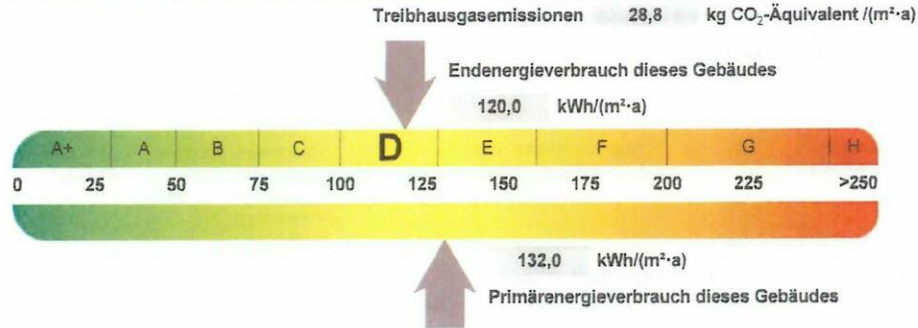 Treibhausgasemissionen 28,8 kg CO₂-Äquivalent /(m²·a)
Endenergieverbrauch dieses Gebäudes
120,0 kWh/(m²·a)
A+ A B C D E F G H
0 25 50 75 100 125 150 175 200 225 >250
132,0 kWh/(m²·a)
Primärenergieverbrauch dieses Gebäudes